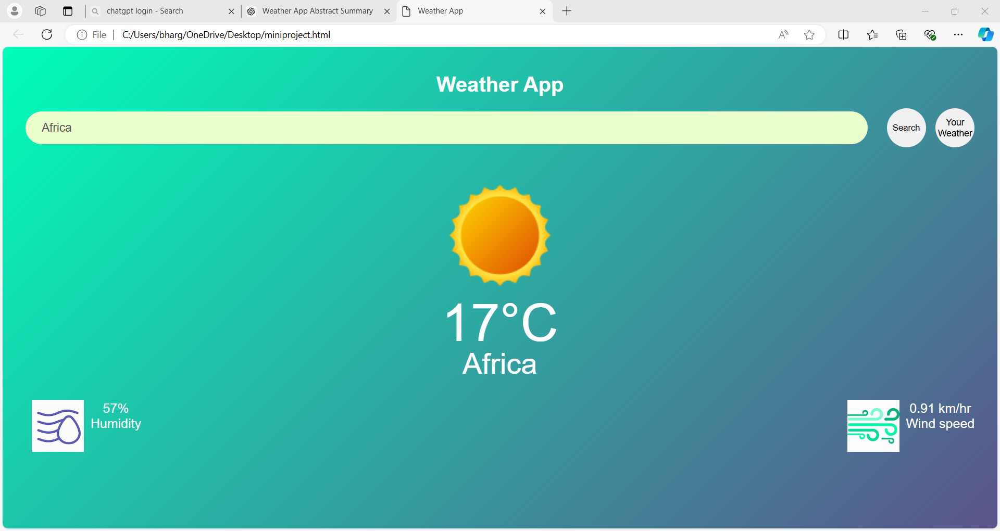 chatgpt login - Search
Weather App Abstract Summary
Weather App
File
C:/Users/bharg/OneDrive/Desktop/miniproject.html
Weather App
Africa
Search
Your
Weather
17°C
Africa
57%
Humidity
0.91 km/hr
Wind speed